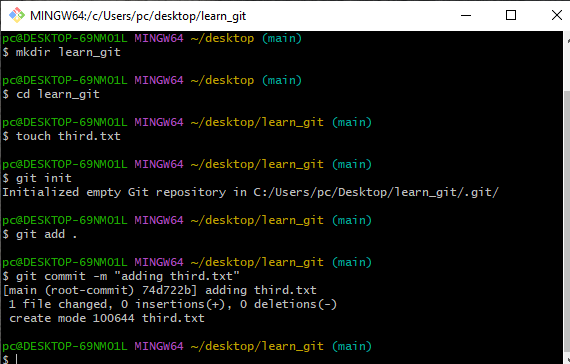 MINGW64:/c/Users/pc/desktop/learn_git
pc@DESKTOP-69NM01L MINGW64 ~/desktop (main)
$ mkdir learn_git
pc@DESKTOP-69NM01L MINGW64 ~/desktop (main)
$ cd learn_git
pc@DESKTOP-69NM01L MINGW64 ~/desktop/learn_git (main)
$ touch third.txt
pc@DESKTOP-69NM01L MINGW64 ~/desktop/learn_git (main)
$ git init
Initialized empty Git repository in C:/Users/pc/Desktop/learn_git/.git/
pc@DESKTOP-69NM01L MINGW64 ~/desktop/learn_git (main)
$ git add .
pc@DESKTOP-69NM01L MINGW64 ~/desktop/learn_git (main)
$ git commit -m "adding third.txt"
[main (root-commit) 74d722b] adding third.txt
 1 file changed, 0 insertions(+), 0 deletions(-)
 create mode 100644 third.txt
pc@DESKTOP-69NM01L MINGW64 ~/desktop/learn_git (main)
$